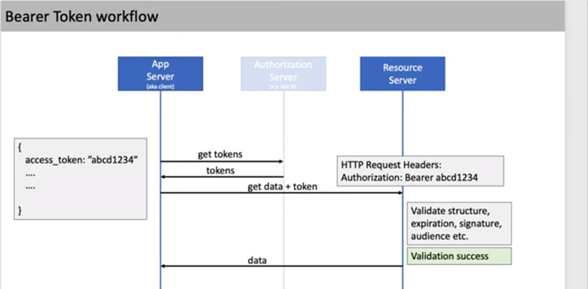 Bearer Token workflow
App
Server
(aka client)
Authorization
Server
Resource
Server
{
access_token: "abcd1234"
....
....
}
get tokens
tokens
get data + token
HTTP Request Headers:
Authorization: Bearer abcd1234
Validate structure,
expiration, signature,
audience etc.
Validation success
data